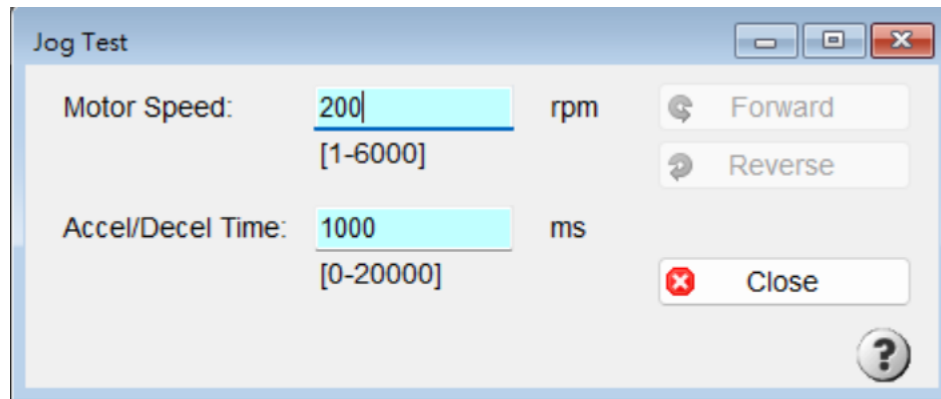 Jog Test
Motor Speed: 200 rpm Forward
[1-6000]
Reverse
Accel/Decel Time: 1000 ms
[0-20000]
Close
?